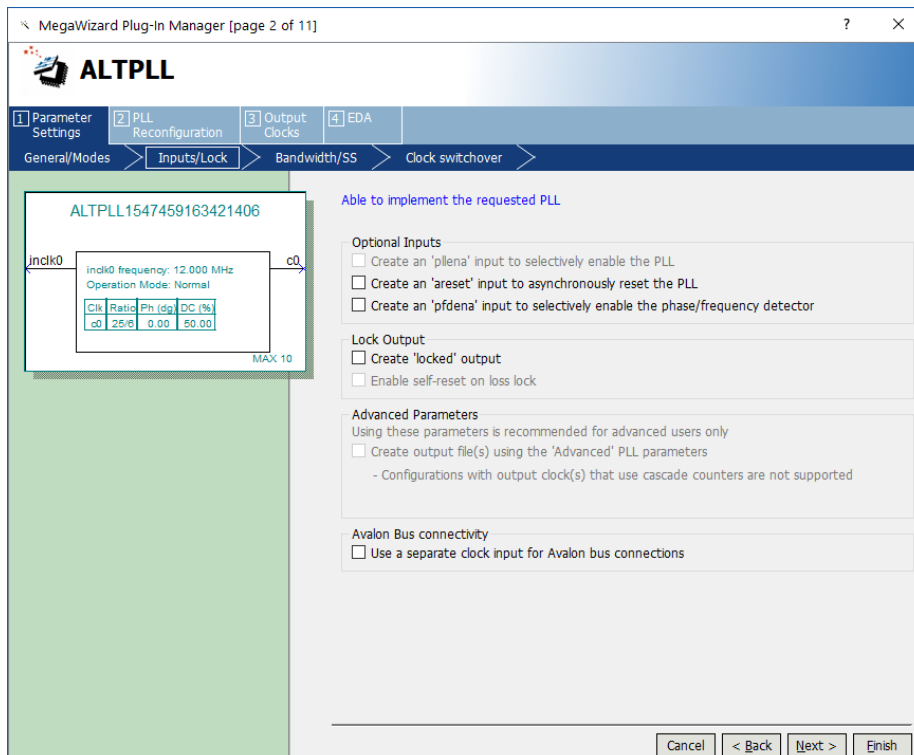 MegaWizard Plug-In Manager [page 2 of 11]
?
ALTPLL
1 Parameter Settings
2 PLL Reconfiguration
3 Output Clocks
4 EDA
General/Modes
Inputs/Lock
Bandwidth/SS
Clock switchover
ALTPLL1547459163421406
inclk0
c0
inclk0 frequency: 12.000 MHz
Operation Mode: Normal
Clk Ratio Ph (dg) DC (%)
c0 25/6 0.00 50.00
MAX 10
Able to implement the requested PLL
Optional Inputs
Create an 'pllena' input to selectively enable the PLL
Create an 'areset' input to asynchronously reset the PLL
Create an 'pfdena' input to selectively enable the phase/frequency detector
Lock Output
Create 'locked' output
Enable self-reset on loss lock
Advanced Parameters
Using these parameters is recommended for advanced users only
Create output file(s) using the 'Advanced' PLL parameters
- Configurations with output clock(s) that use cascade counters are not supported
Avalon Bus connectivity
Use a separate clock input for Avalon bus connections
Cancel
< Back
Next >
Finish